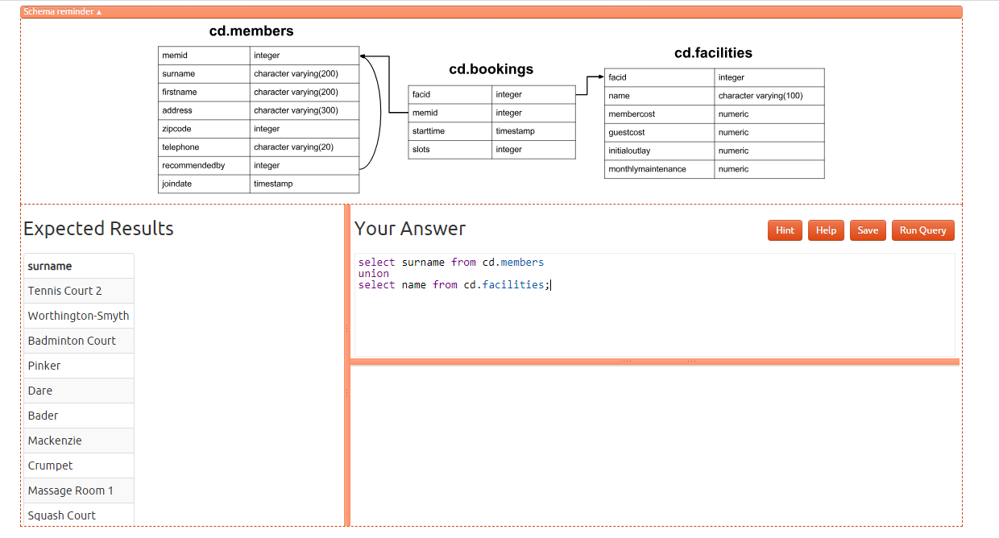 Schema reminder ▲
cd.members
memid integer
surname character varying(200)
firstname character varying(200)
address character varying(300)
zipcode integer
telephone character varying(20)
recommendedby integer
joindate timestamp
cd.bookings
facid integer
memid integer
starttime timestamp
slots integer
cd.facilities
facid integer
name character varying(100)
membercost numeric
guestcost numeric
initialoutlay numeric
monthlymaintenance numeric
Expected Results
surname
Tennis Court 2
Worthington-Smyth
Badminton Court
Pinker
Dare
Bader
Mackenzie
Crumpet
Massage Room 1
Squash Court
Your Answer
Hint Help Save Run Query
select surname from cd.members
union
select name from cd.facilities;